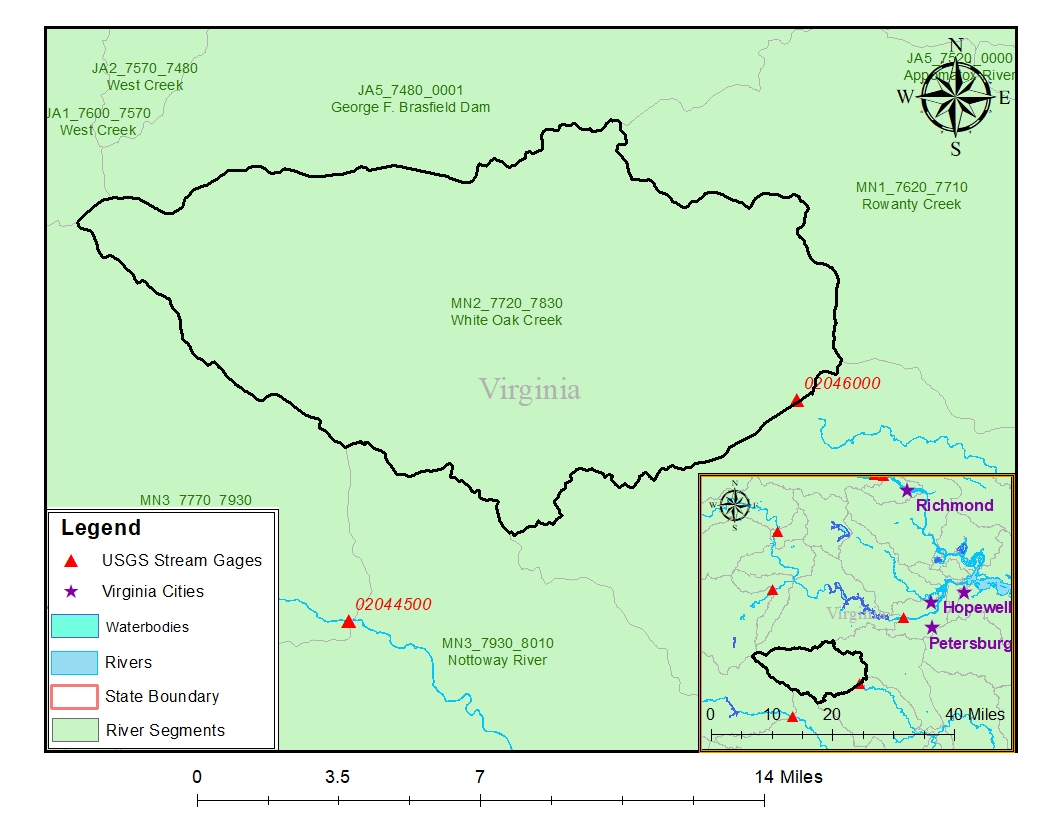 JA2_7570_7480
West Creek
JA1_7600_7570
West Creek
JA5_7480_0001
George F. Brasfield Dam
JA5_7520_0000
Appomatox River
N
W
E
S
MN1_7620_7710
Rowanty Creek
MN2_7720_7830
White Oak Creek
Virginia
02046000
MN3_7770_7930
02044500
MN3_7930_8010
Nottoway River
Legend
USGS Stream Gages
Virginia Cities
Waterbodies
Rivers
State Boundary
River Segments
N
W
E
S
Richmond
Hopewell
Virginia
Petersburg
0 10 20 40 Miles
0 3.5 7 14 Miles